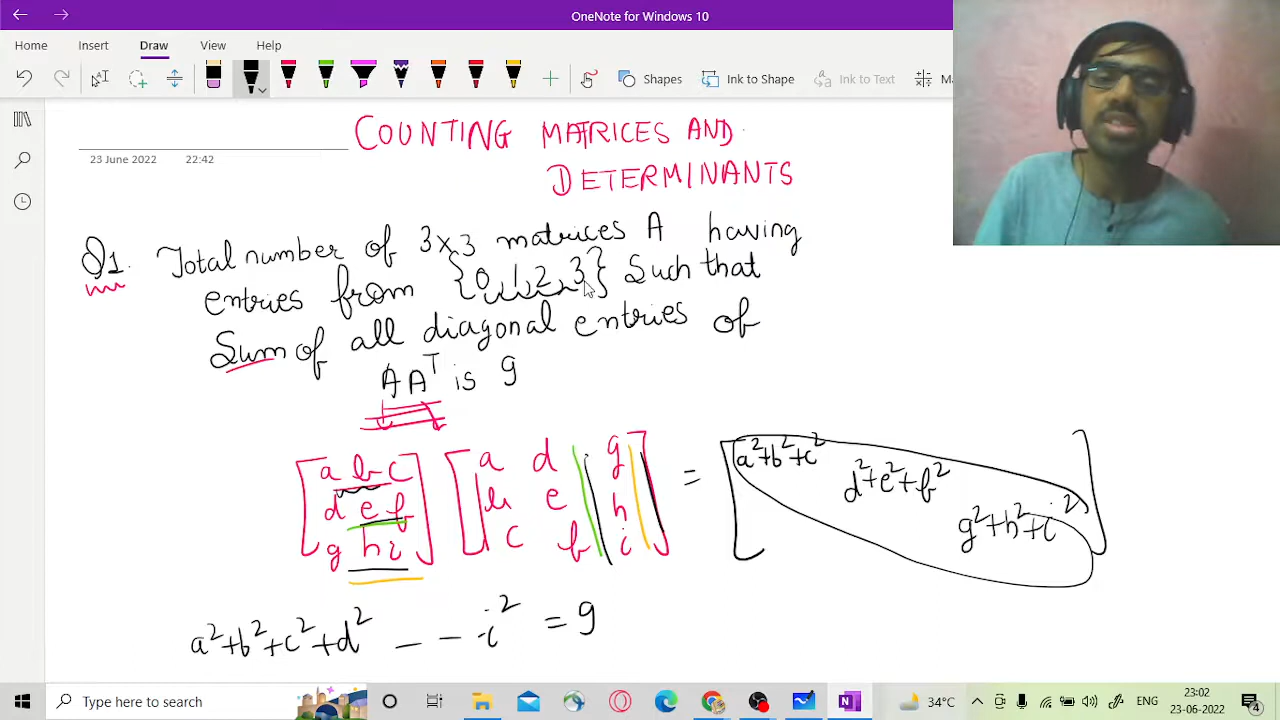 OneNote for Windows 10
Home Insert Draw View Help
Shapes Ink to Shape Ink to Text Ma
COUNTING MATRICES AND
DETERMINANTS
23 June 2022 22:42
Q1. Total number of 3×3 matrices A having
entries from {0, 1, 2, 3} Such that
Sum of all diagonal entries of
AAᵀ is 9
a b c a d g = a²+b²+c²
d e f b e h d²+e²+f²
g h i c f i g²+h²+i²
a²+b²+c²+d² – – i² = 9
Type here to search
34°C
23:02
23-06-2022
4